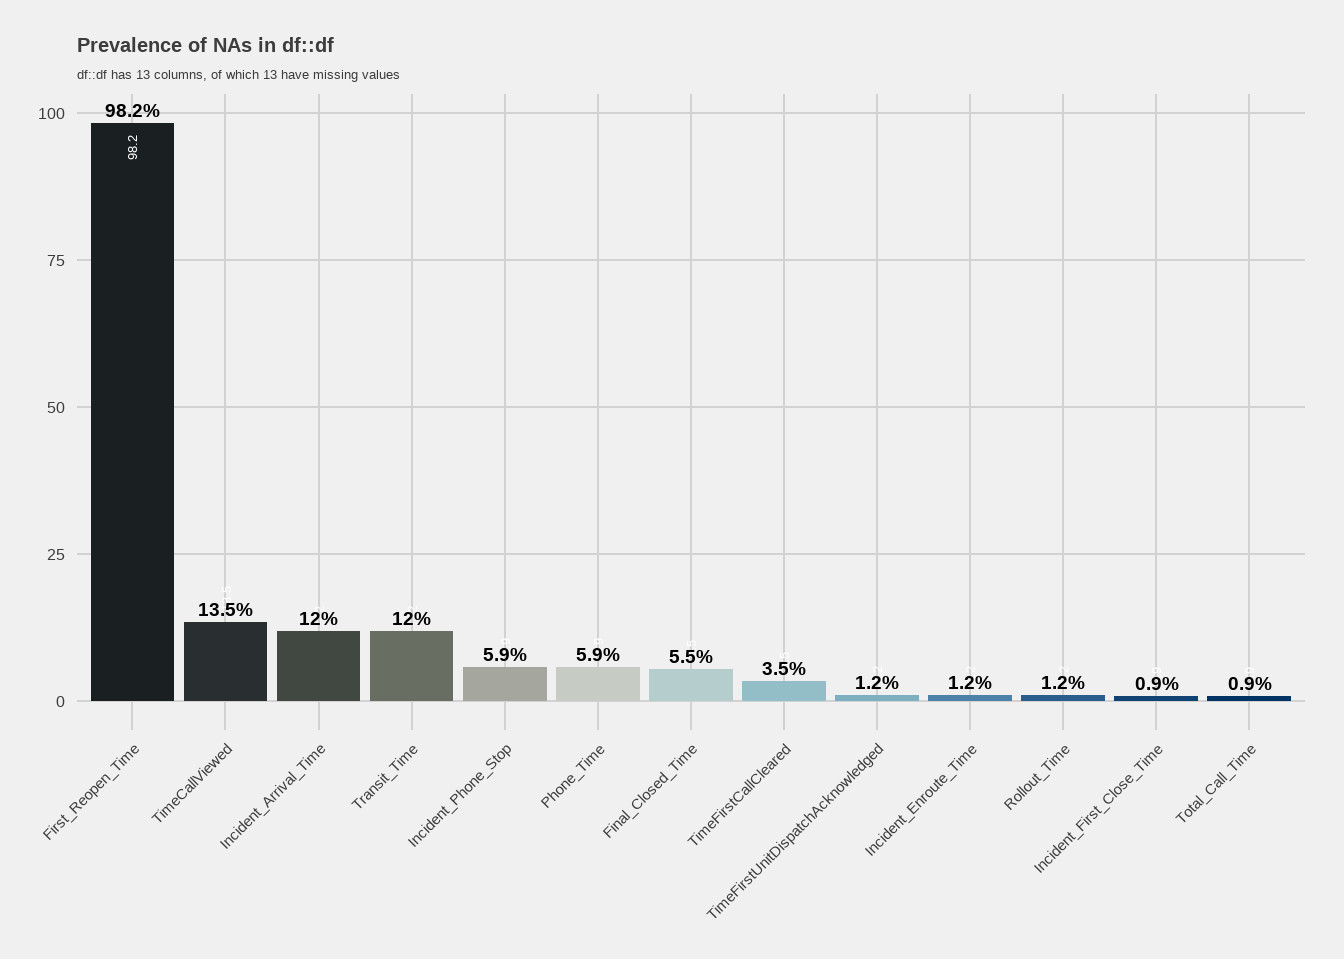 Prevalence of NAs in df::df
df::df has 13 columns, of which 13 have missing values
100
75
50
25
0
98.2%
98.2
13.5%
12%
12%
5.9%
5.9%
5.5%
3.5%
1.2%
1.2%
1.2%
0.9%
0.9%
First_Reopen_Time
TimeCallViewed
Incident_Arrival_Time
Transit_Time
Incident_Phone_Stop
Phone_Time
Final_Closed_Time
TimeFirstCallCleared
TimeFirstUnitDispatchAcknowledged
Incident_Enroute_Time
Rollout_Time
Incident_First_Close_Time
Total_Call_Time